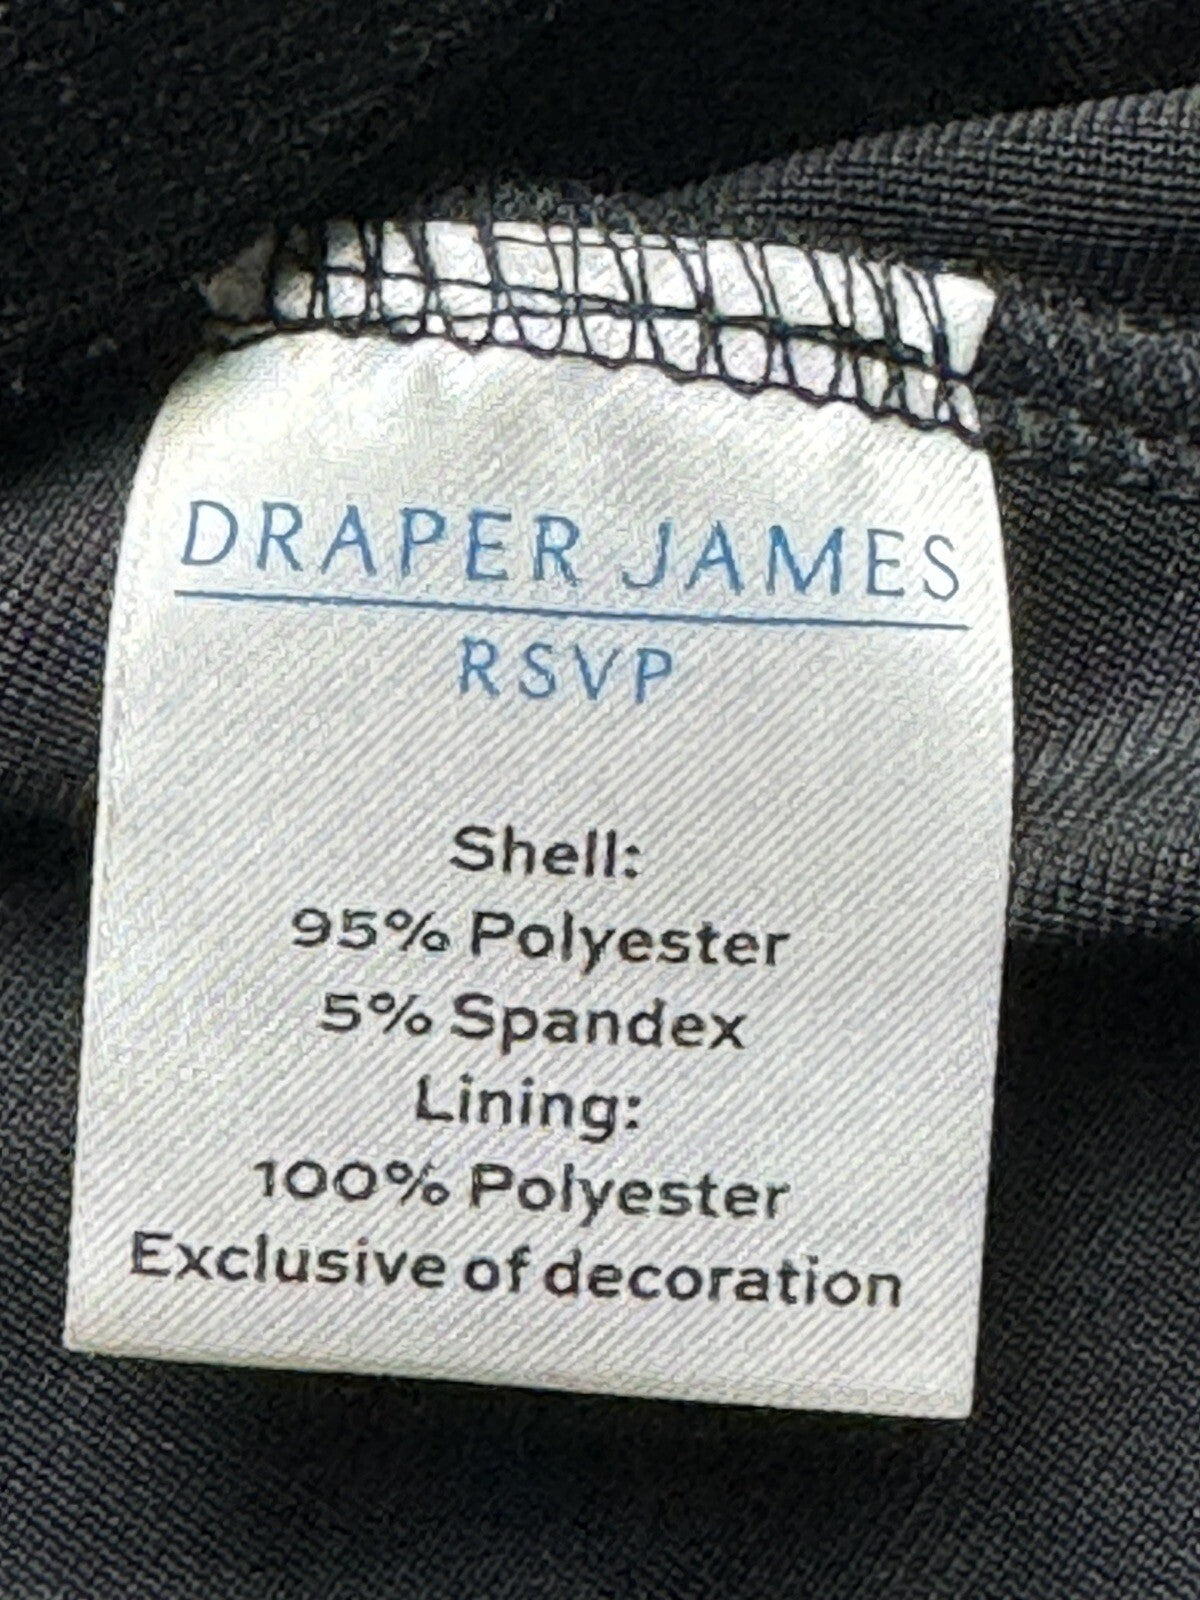 DRAPER JAMES
RSVP
Shell:
95% Polyester
5% Spandex
Lining:
100% Polyester
Exclusive of decoration